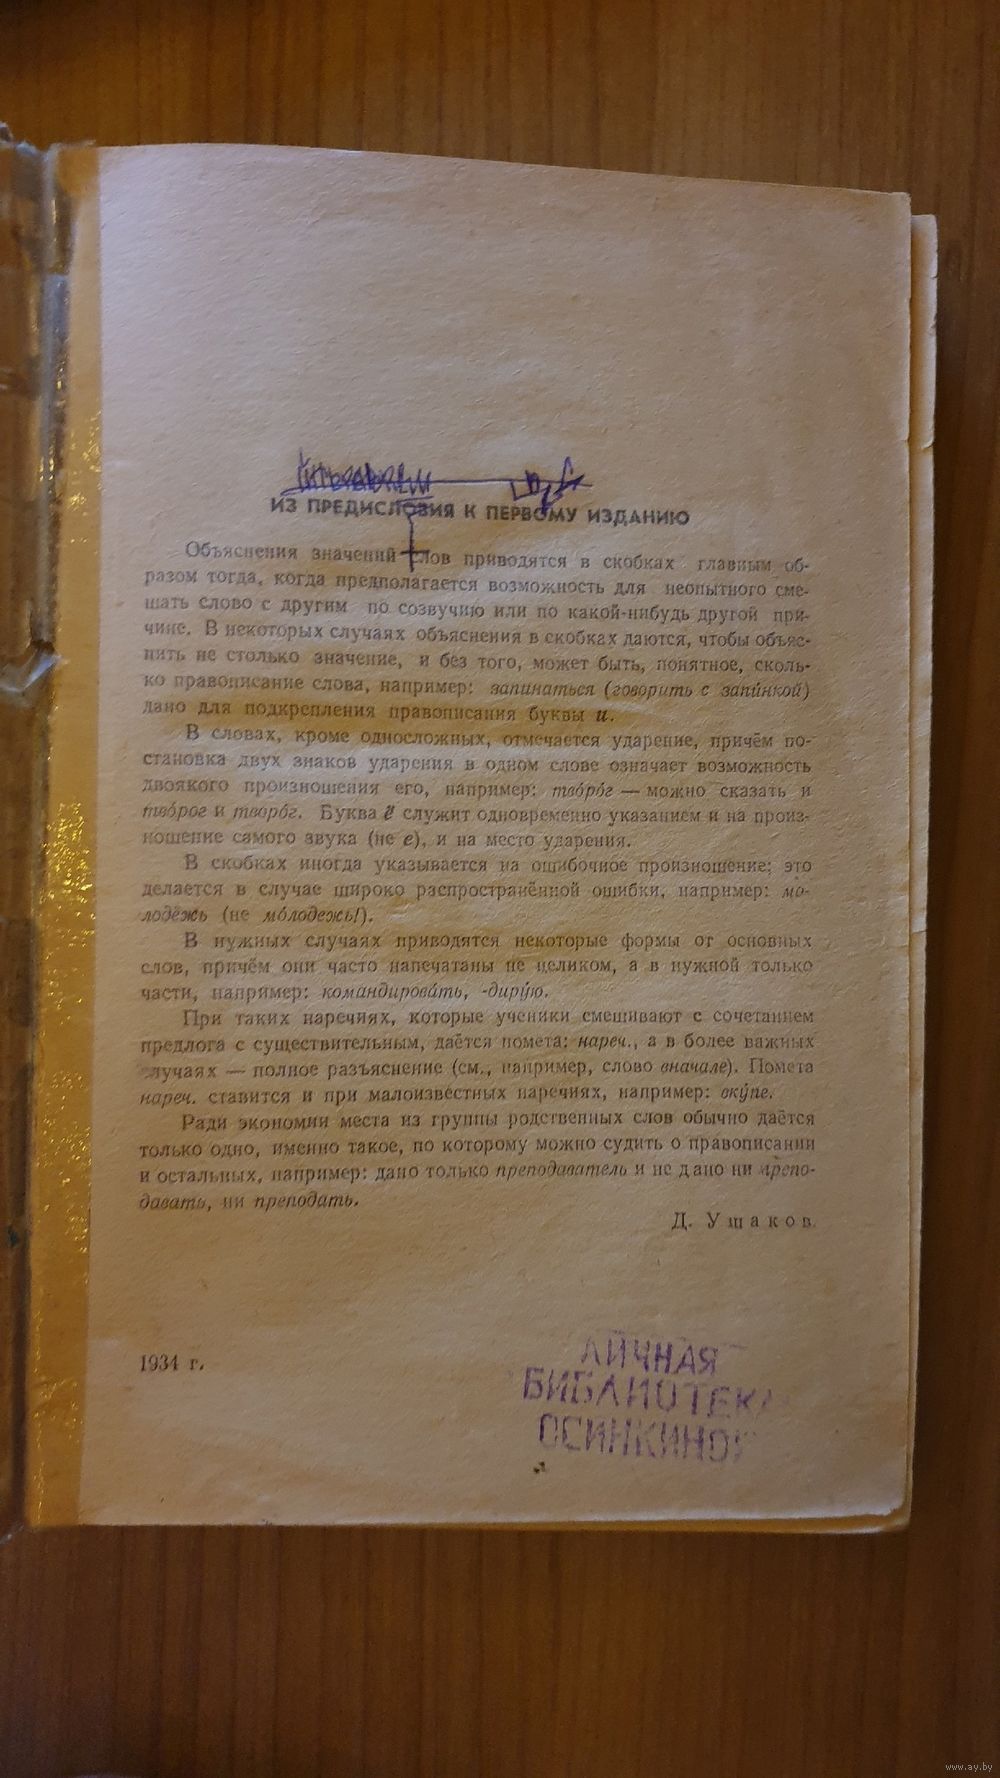 ИЗ ПРЕДИСЛОВИЯ К ПЕРВОМУ ИЗДАНИЮ
Объяснения значений слов приводятся в скобках главным об-
разом тогда, когда предполагается возможность для неопытного сме-
шать слово с другим по созвучию или по какой-нибудь другой при-
чине. В некоторых случаях объяснения в скобках даются, чтобы объяс-
нить не столько значение, и без того, может быть, понятное, сколь-
ко правописание слова, например: запинаться (говорить с запи́нкой)
дано для подкрепления правописания буквы и.
В словах, кроме односложных, отмечается ударение, причём по-
становка двух знаков ударения в одном слове означает возможность
двоякого произношения его, например: тво́ро́г — можно сказать и
тво́рог и творо́г. Буква ё служит одновременно указанием и на произ-
ношение самого звука (не е), и на место ударения.
В скобках иногда указывается на ошибочное произношение; это
делается в случае широко распространённой ошибки, например: мо-
лодёжь (не мо́лодежь!).
В нужных случаях приводятся некоторые формы от основных
слов, причём они часто напечатаны не целиком, а в нужной только
части, например: командирова́ть, -диру́ю.
При таких наречиях, которые ученики смешивают с сочетанием
предлога с существительным, даётся помета: нареч., а в более важных
случаях — полное разъяснение (см., например, слово вначале). Помета
нареч. ставится и при малоизвестных наречиях, например: вку́пе.
Ради экономии места из группы родственных слов обычно даётся
только одно, именно такое, по которому можно судить о правописании
и остальных, например: дано только преподаватель и не дано ни препо-
давать, ни преподать.
Д. Ушаков
1934 г.
ЛИЧНАЯ
БИБЛИОТЕКА
www.ay.by